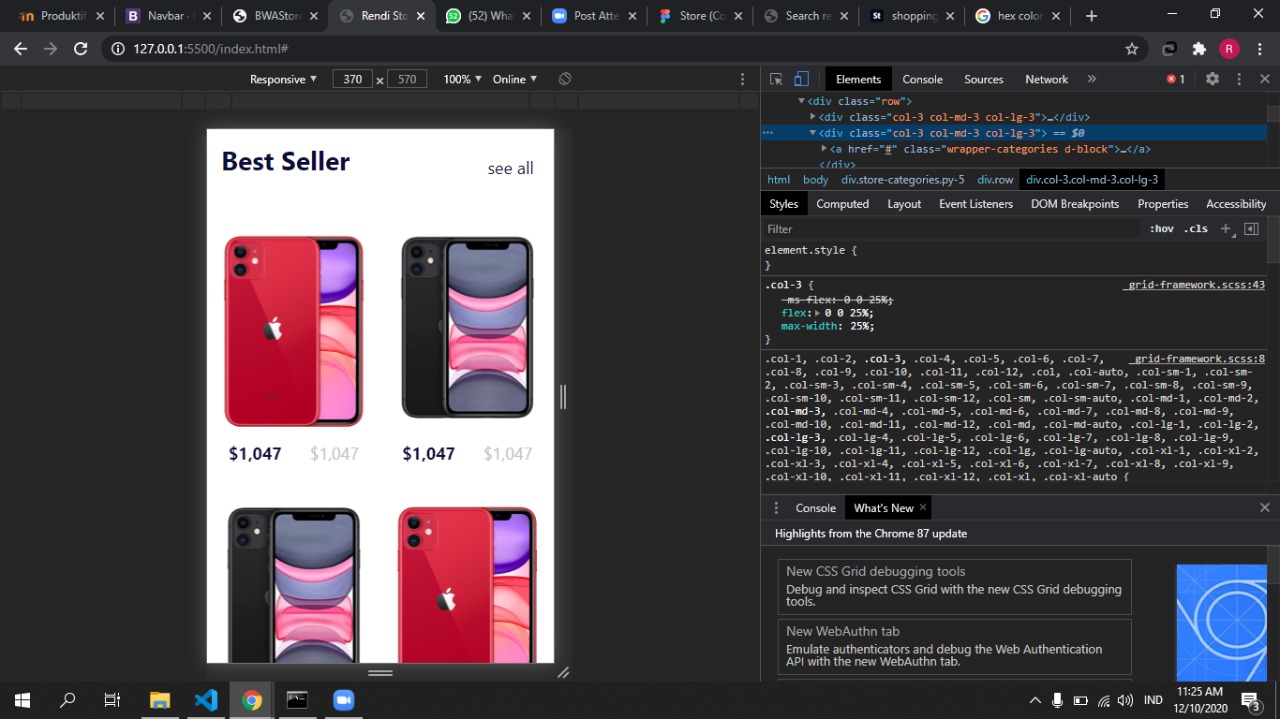 Produktif
Navbar -
BWAStor
Rendi Sto
(52) Wha
Post Atte
Store (Co
Search re
shopping
hex color
127.0.0.1:5500/index.html#
R
Responsive
370 x 570
100%
Online
Elements
Console
Sources
Network
»
1
<div class="row">
<div class="col-3 col-md-3 col-lg-3">…</div>
<div class="col-3 col-md-3 col-lg-3"> == $0
<a href="#" class="wrapper-categories d-block">…</a>
</div>
html body div.store-categories.py-5 div.row div.col-3.col-md-3.col-lg-3
Styles Computed Layout Event Listeners DOM Breakpoints Properties Accessibility
Filter
:hov .cls +
element.style {
}
.col-3 {
_grid-framework.scss:43
-ms-flex: 0 0 25%;
flex: 0 0 25%;
max-width: 25%;
}
.col-1, .col-2, .col-3, .col-4, .col-5, .col-6, .col-7,
_grid-framework.scss:8
.col-8, .col-9, .col-10, .col-11, .col-12, .col, .col-auto, .col-sm-1, .col-sm-
2, .col-sm-3, .col-sm-4, .col-sm-5, .col-sm-6, .col-sm-7, .col-sm-8, .col-sm-9,
.col-sm-10, .col-sm-11, .col-sm-12, .col-sm, .col-sm-auto, .col-md-1, .col-md-2,
.col-md-3, .col-md-4, .col-md-5, .col-md-6, .col-md-7, .col-md-8, .col-md-9,
.col-md-10, .col-md-11, .col-md-12, .col-md, .col-md-auto, .col-lg-1, .col-lg-2,
.col-lg-3, .col-lg-4, .col-lg-5, .col-lg-6, .col-lg-7, .col-lg-8, .col-lg-9,
.col-lg-10, .col-lg-11, .col-lg-12, .col-lg, .col-lg-auto, .col-xl-1, .col-xl-2,
.col-xl-3, .col-xl-4, .col-xl-5, .col-xl-6, .col-xl-7, .col-xl-8, .col-xl-9,
.col-xl-10, .col-xl-11, .col-xl-12, .col-xl, .col-xl-auto {
Console
What's New
Highlights from the Chrome 87 update
New CSS Grid debugging tools
Debug and inspect CSS Grid with the new CSS Grid debugging
tools.
New WebAuthn tab
Emulate authenticators and debug the Web Authentication
API with the new WebAuthn tab.
Best Seller
see all
$1,047 $1,047
$1,047 $1,047
IND
11:25 AM
12/10/2020
3